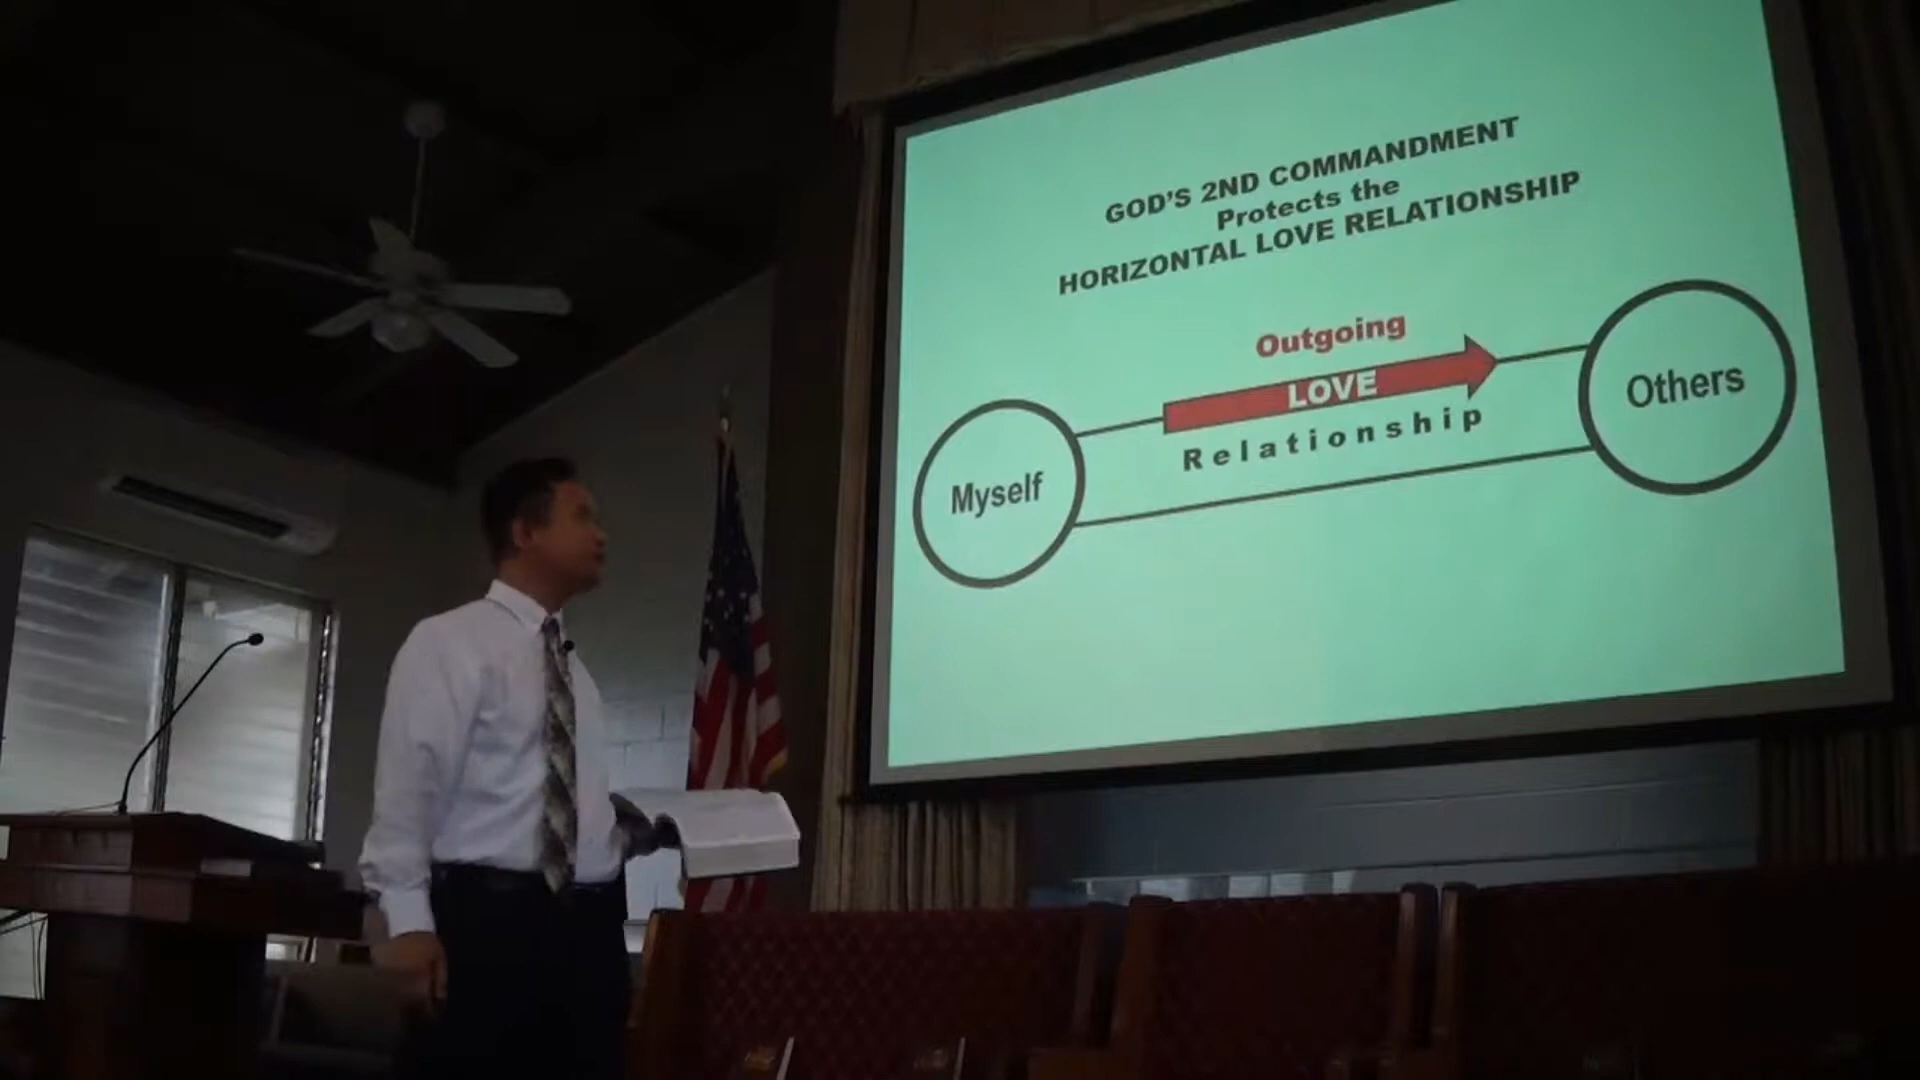 GOD'S 2ND COMMANDMENT
Protects the
HORIZONTAL LOVE RELATIONSHIP
Outgoing
LOVE
Relationship
Myself
Others